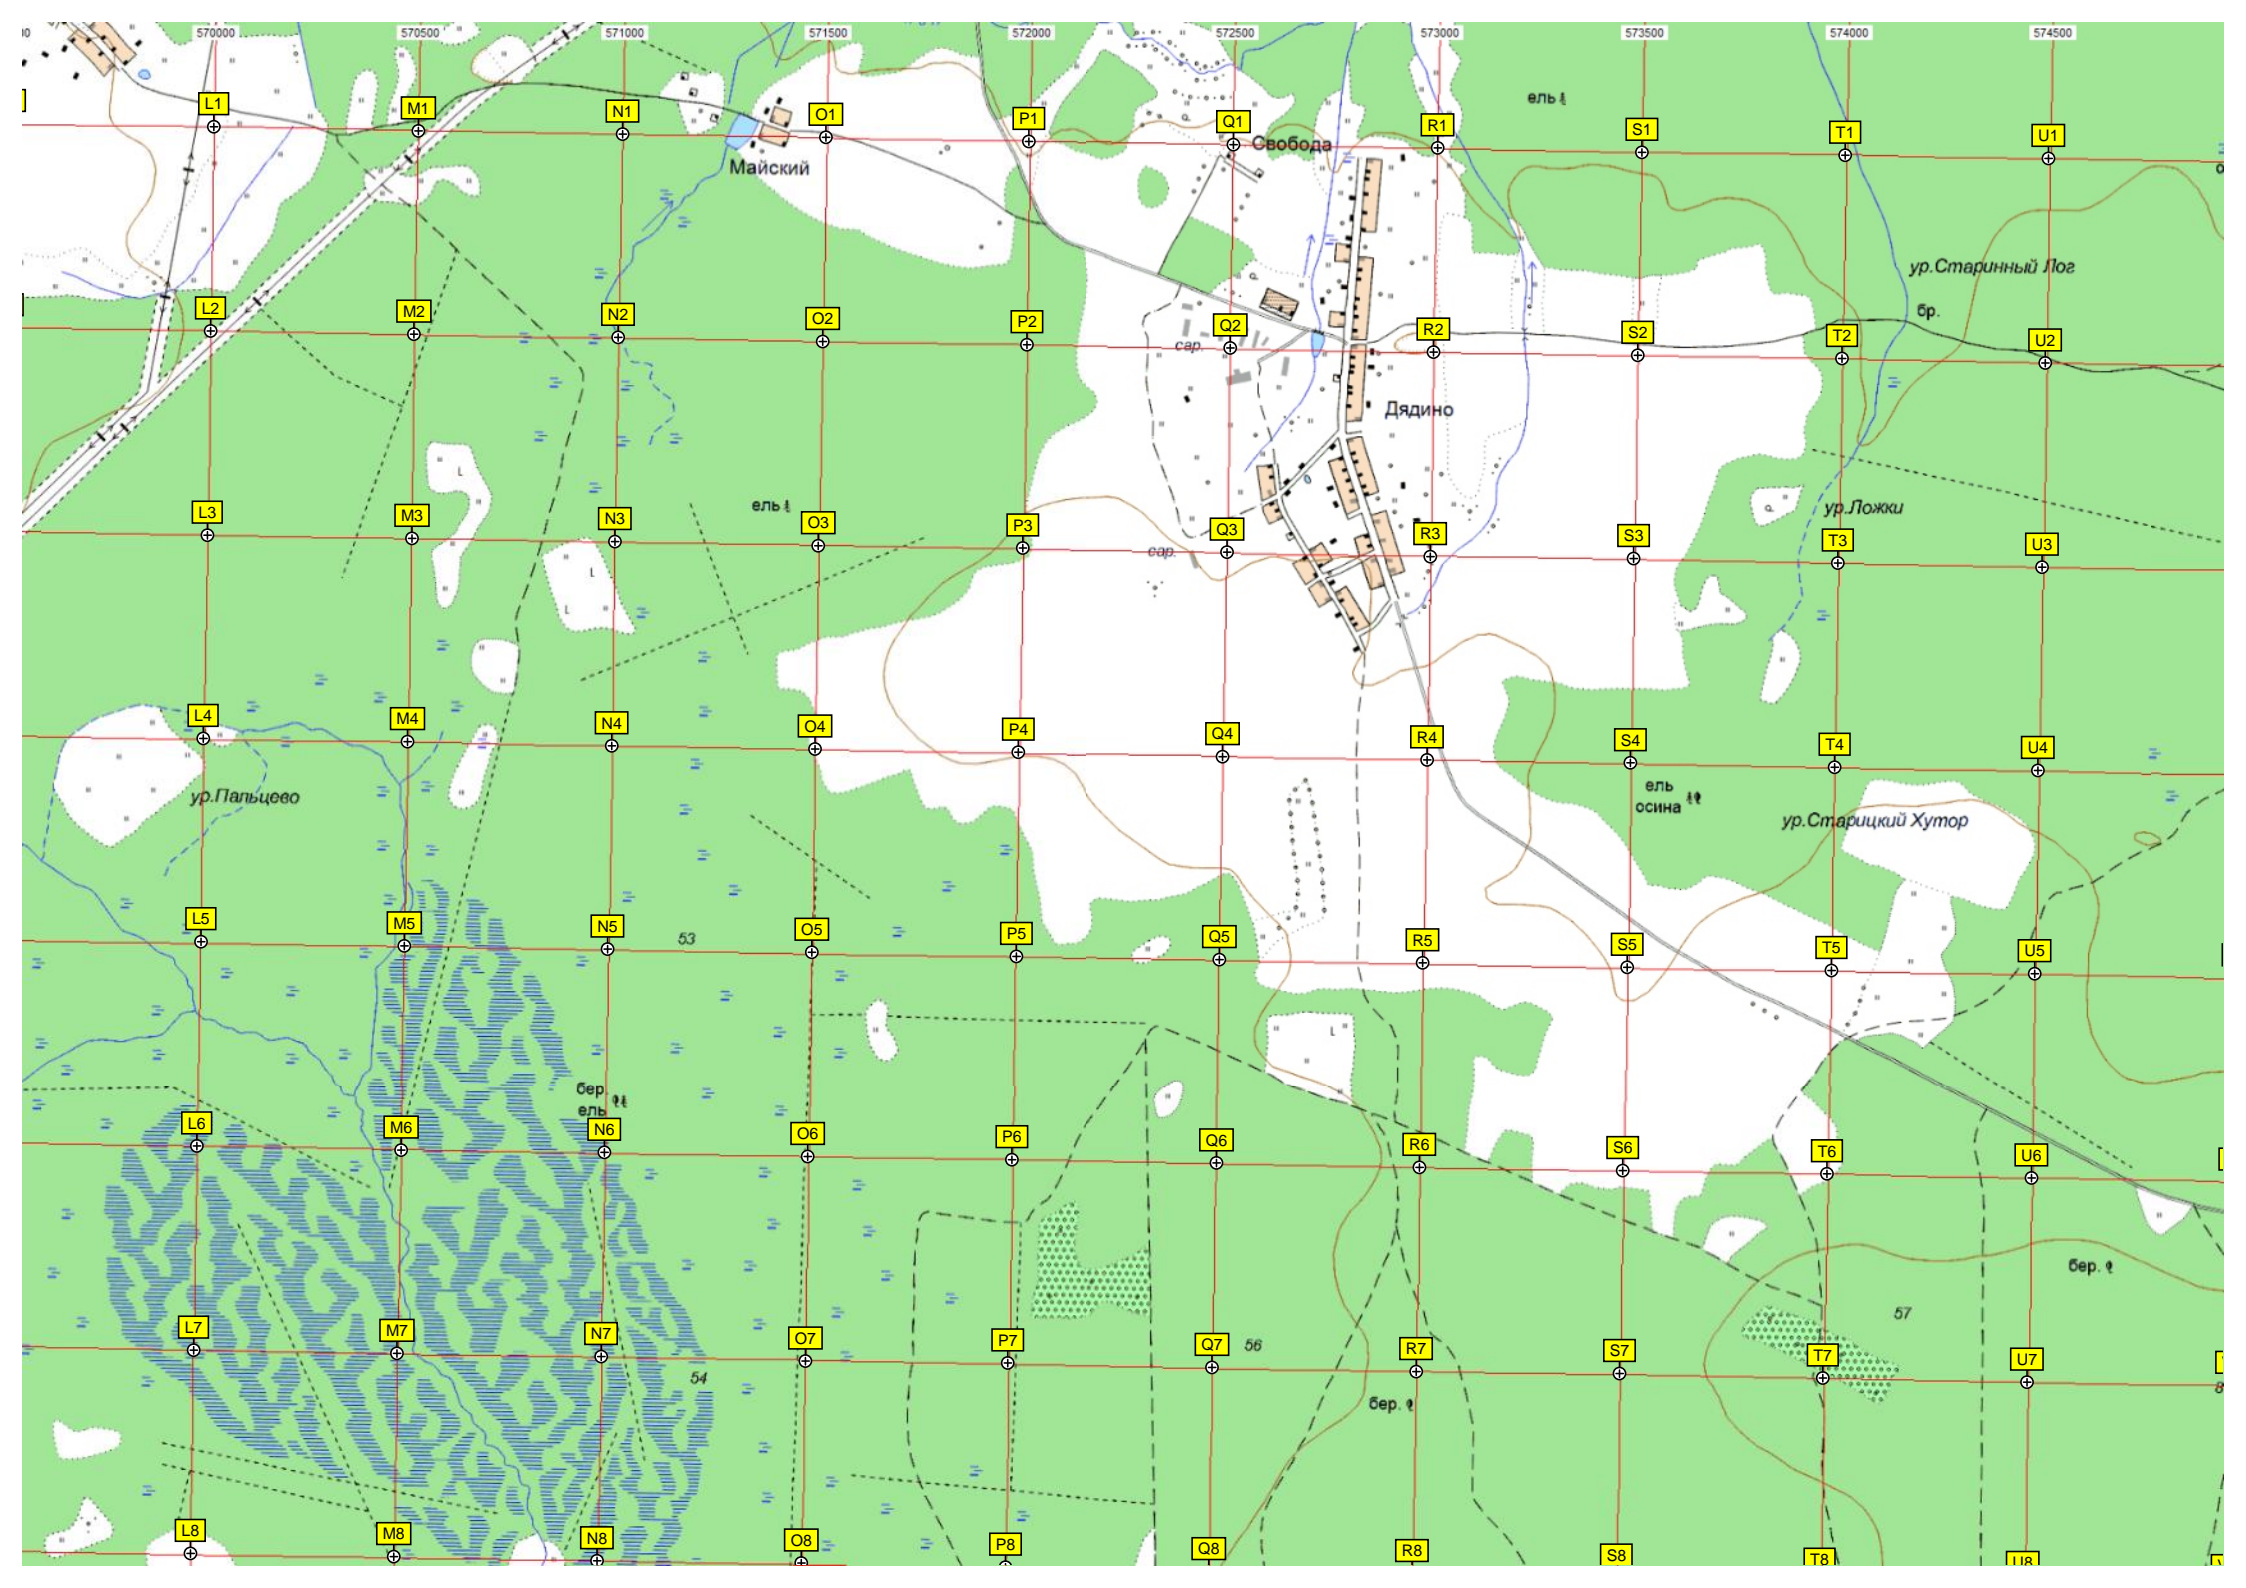 570000 570500 571000 571500 572000 572500 573000 573500 574000 574500
ель
L1 M1 N1 O1 P1 Q1 R1 S1 T1 U1
Свобода
Майский
ур.Старинный Лог
бр.
L2 M2 N2 O2 P2 Q2 R2 S2 T2 U2
сар.
Дядино
ель
ур.Ложки
L3 M3 N3 O3 P3 Q3 R3 S3 T3 U3
сар.
L4 M4 N4 O4 P4 Q4 R4 S4 T4 U4
ель
осина
ур.Пальцево
ур.Старицкий Хутор
L5 M5 N5 O5 P5 Q5 R5 S5 T5 U5
53
бер.
ель
L6 M6 N6 O6 P6 Q6 R6 S6 T6 U6
бер.
57
L7 M7 N7 O7 P7 Q7 R7 S7 T7 U7
56
54
бер.
L8 M8 N8 O8 P8 Q8 R8 S8 T8 U8